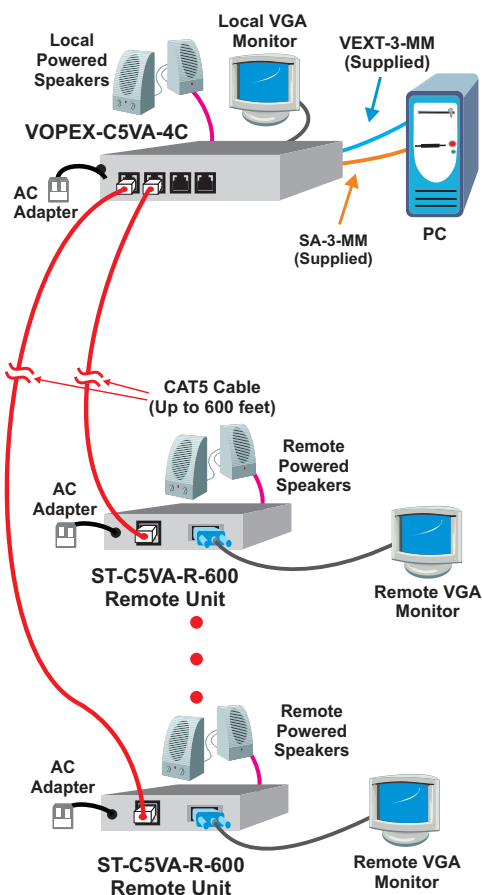 Local
Powered
Speakers
Local VGA
Monitor
VEXT-3-MM
(Supplied)
VOPEX-C5VA-4C
AC
Adapter
SA-3-MM
(Supplied)
PC
CAT5 Cable
(Up to 600 feet)
Remote
Powered
Speakers
AC
Adapter
ST-C5VA-R-600
Remote Unit
Remote VGA
Monitor
Remote
Powered
Speakers
AC
Adapter
ST-C5VA-R-600
Remote Unit
Remote VGA
Monitor